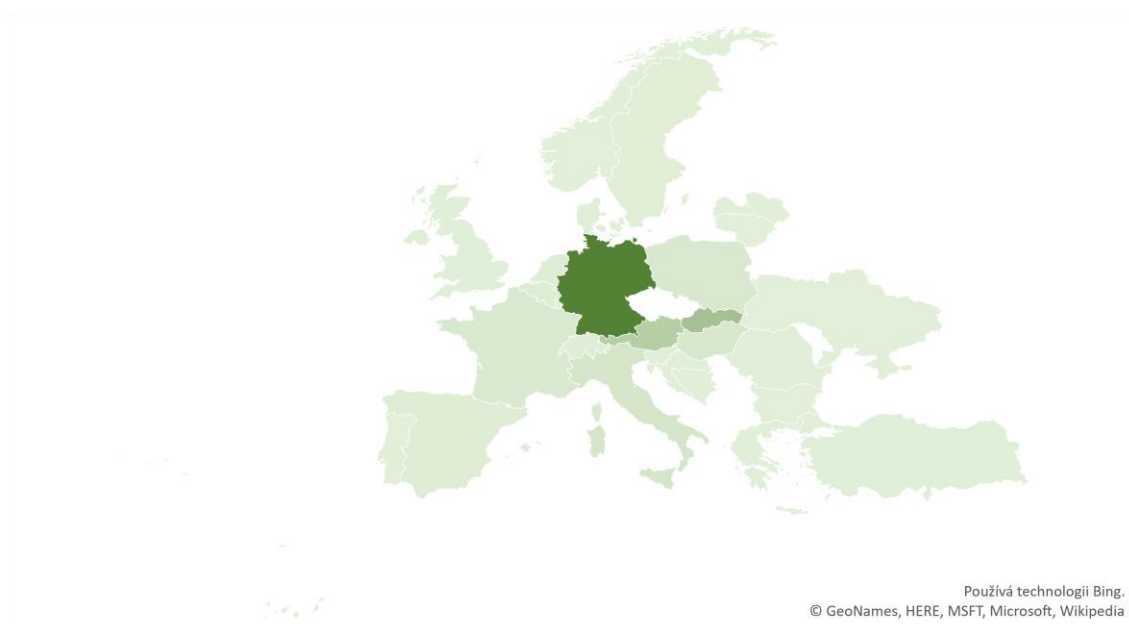 Používá technologii Bing.
© GeoNames, HERE, MSFT, Microsoft, Wikipedia